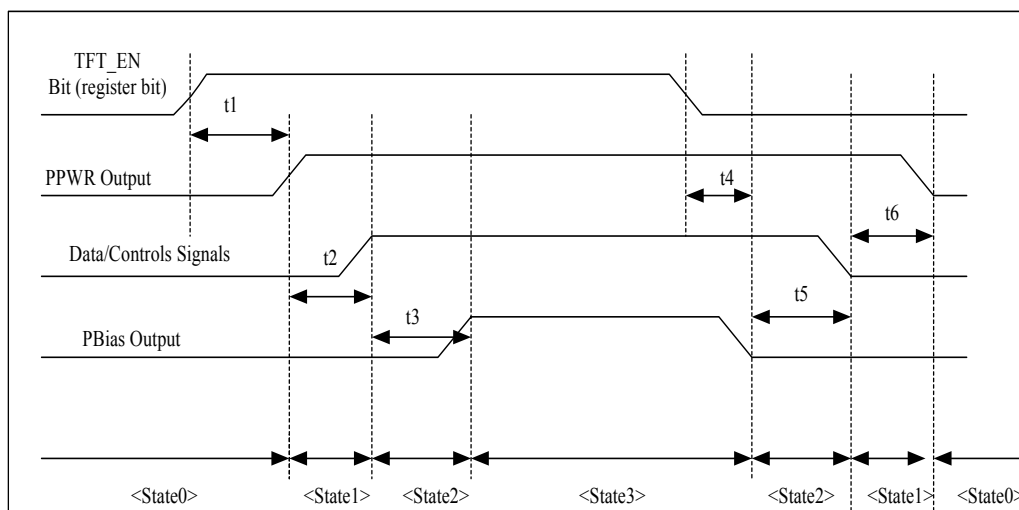 TFT_EN
Bit (register bit)
t1
PPWR Output
t4
t6
Data/Controls Signals
t2
t5
t3
PBias Output
<State0>
<State1>
<State2>
<State3>
<State2>
<State1>
<State0>